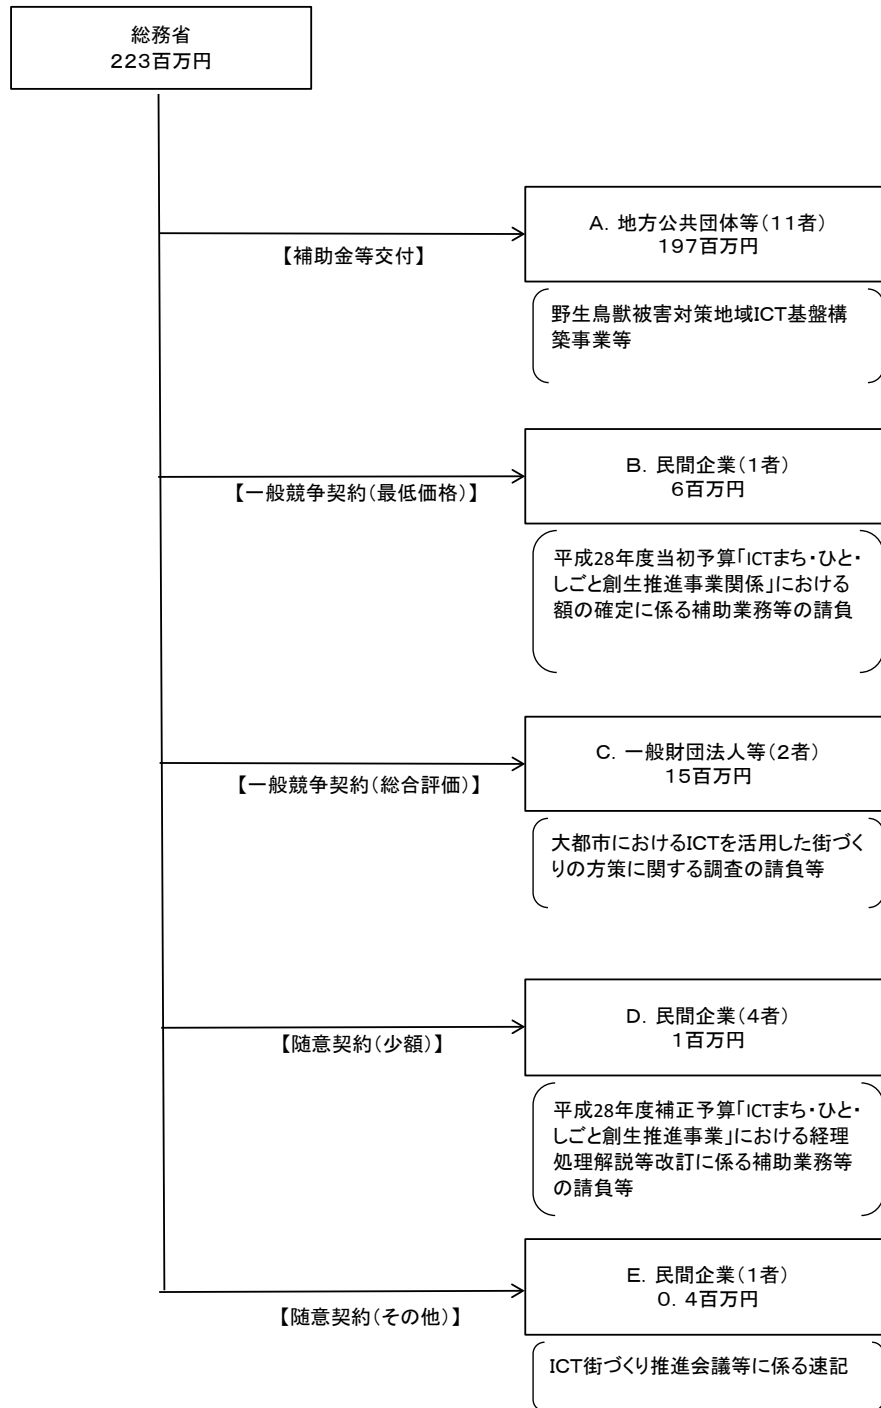 総務省
223百万円
A. 地方公共団体等(11者)
197百万円
【補助金等交付】
野生鳥獣被害対策地域ICT基盤構
築事業等
B. 民間企業(1者)
6百万円
【一般競争契約(最低価格)】
平成28年度当初予算「ICTまち・ひと・
しごと創生推進事業関係」における
額の確定に係る補助業務等の請負
C. 一般財団法人等(2者)
15百万円
【一般競争契約(総合評価)】
大都市におけるICTを活用した街づく
りの方策に関する調査の請負等
D. 民間企業(4者)
1百万円
【随意契約(少額)】
平成28年度補正予算「ICTまち・ひと・
しごと創生推進事業」における経理
処理解説等改訂に係る補助業務等
の請負等
E. 民間企業(1者)
0. 4百万円
【随意契約(その他)】
ICT街づくり推進会議等に係る速記